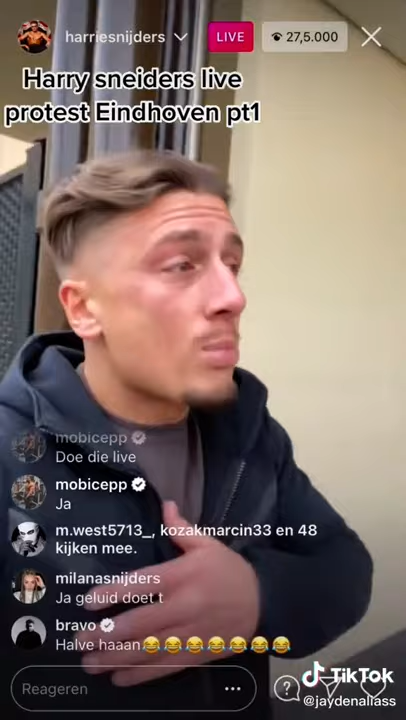 harriesnijders
LIVE
27,5.000
Harry sneiders live
protest Eindhoven pt1
mobicepp
Doe die live
mobicepp
Ja
m.west5713_, kozakmarcin33 en 48
kijken mee.
milanasnijders
Ja geluid doet t
bravo
Halve haaan😂😂😂😂😂😂😂
Reageren
TikTok
@jaydenallass